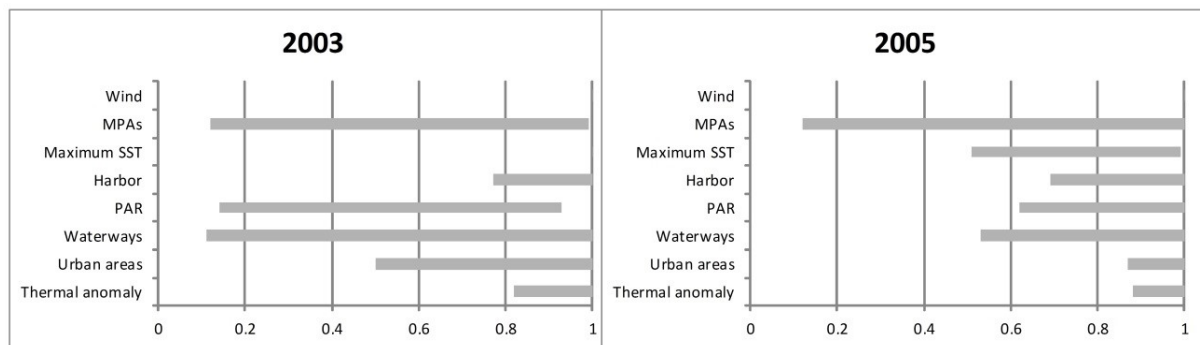 2003
Wind
MPAs
Maximum SST
Harbor
PAR
Waterways
Urban areas
Thermal anomaly
0 0.2 0.4 0.6 0.8 1
2005
Wind
MPAs
Maximum SST
Harbor
PAR
Waterways
Urban areas
Thermal anomaly
0 0.2 0.4 0.6 0.8 1